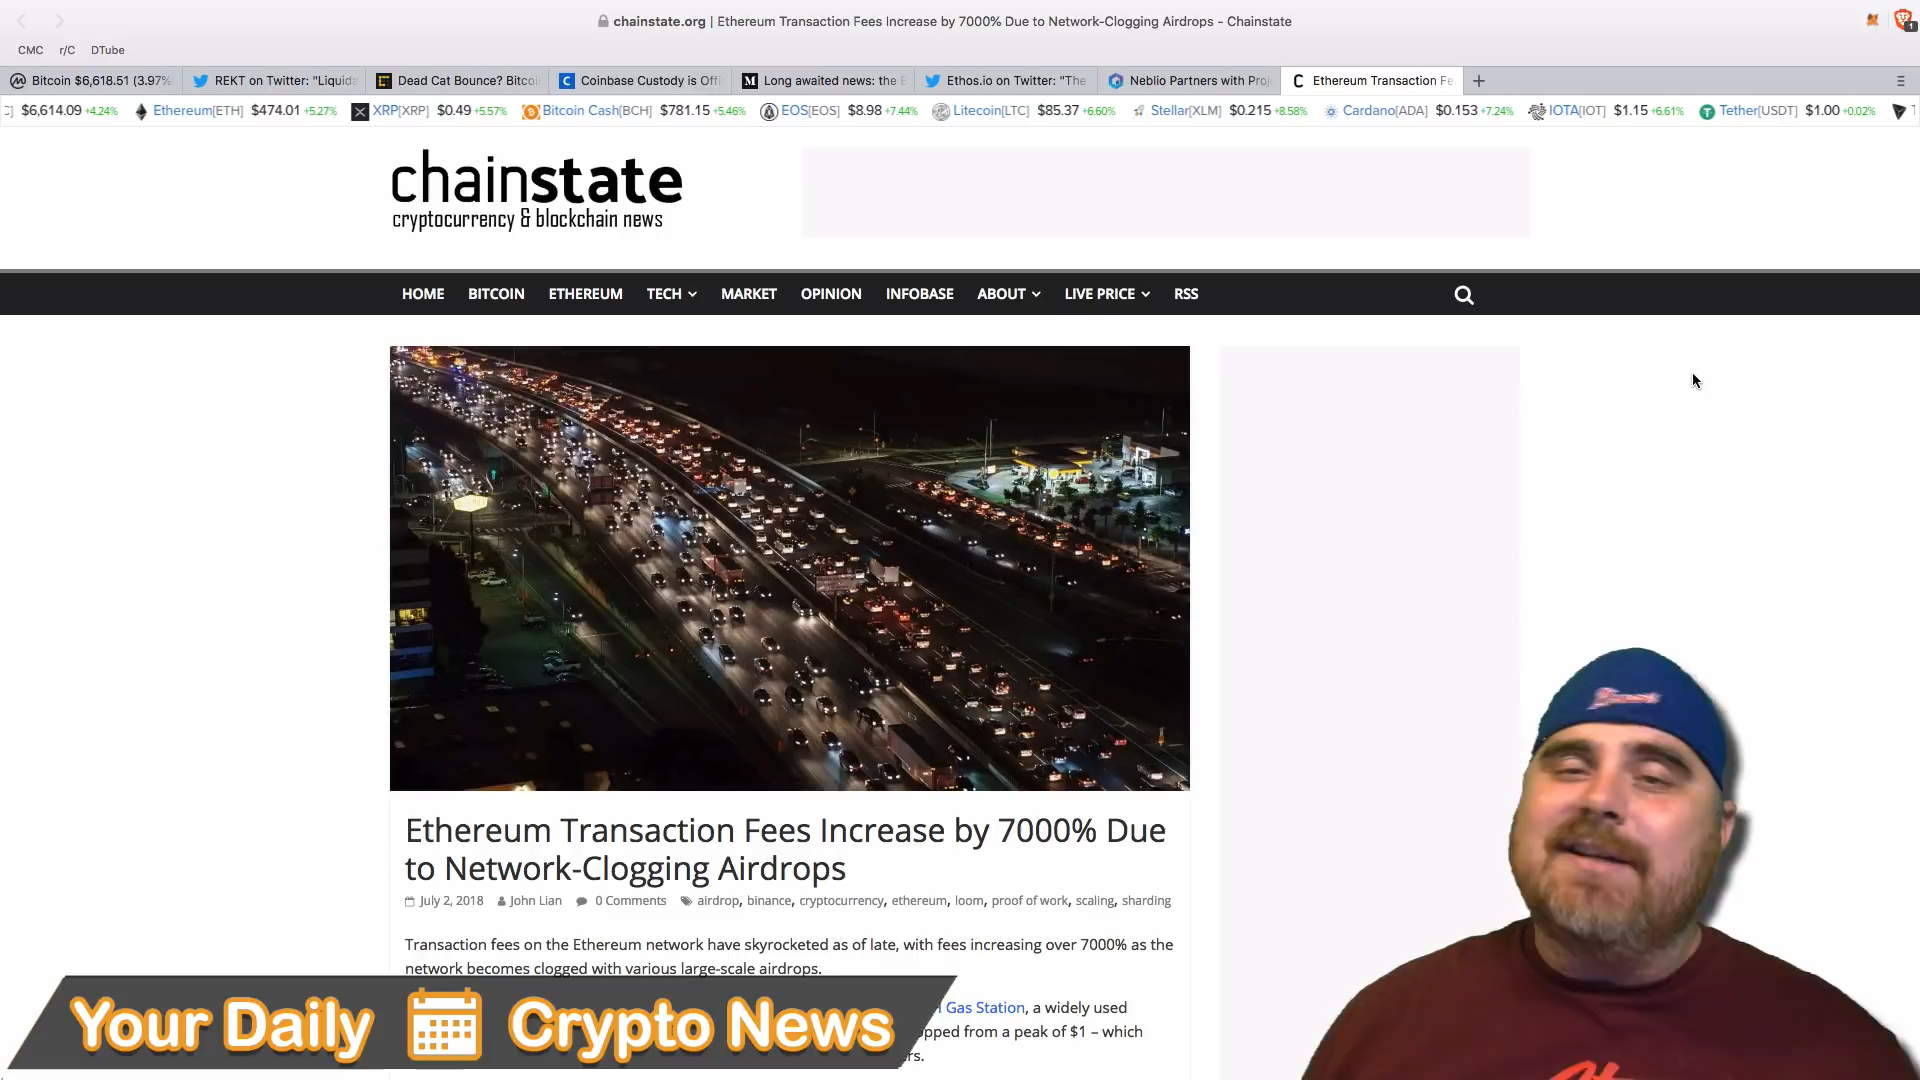 chainstate.org | Ethereum Transaction Fees Increase by 7000% Due to Network-Clogging Airdrops - Chainstate
1
CMC r/C DTube
Bitcoin $6,618.51 (3.97% REKT on Twitter: "Liquida Dead Cat Bounce? Bitcoi Coinbase Custody is Offi Long awaited news: the Ethos.io on Twitter: "The Neblio Partners with Pro Ethereum Transaction Fe
$6,614.09 +4.24% Ethereum[ETH] $474.01 +5.27% XRP[XRP] $0.49 +5.57% Bitcoin Cash[BCH] $781.15 +5.46% EOS[EOS] $8.98 +7.44% Litecoin[LTC] $85.37 +6.60% Stellar[XLM] $0.215 +8.58% Cardano[ADA] $0.153 +7.24% IOTA[IOT] $1.15 +6.61% Tether[USDT] $1.00 +0.02%
chainstate
cryptocurrency & blockchain news
HOME BITCOIN ETHEREUM TECH MARKET OPINION INFOBASE ABOUT LIVE PRICE RSS
Ethereum Transaction Fees Increase by 7000% Due
to Network-Clogging Airdrops
July 2, 2018 John Lian 0 Comments airdrop, binance, cryptocurrency, ethereum, loom, proof of work, scaling, sharding
Transaction fees on the Ethereum network have skyrocketed as of late, with fees increasing over 7000% as the
network becomes clogged with various large-scale airdrops.
Gas Station, a widely used
opped from a peak of $1 – which
rs.
Your Daily Crypto News